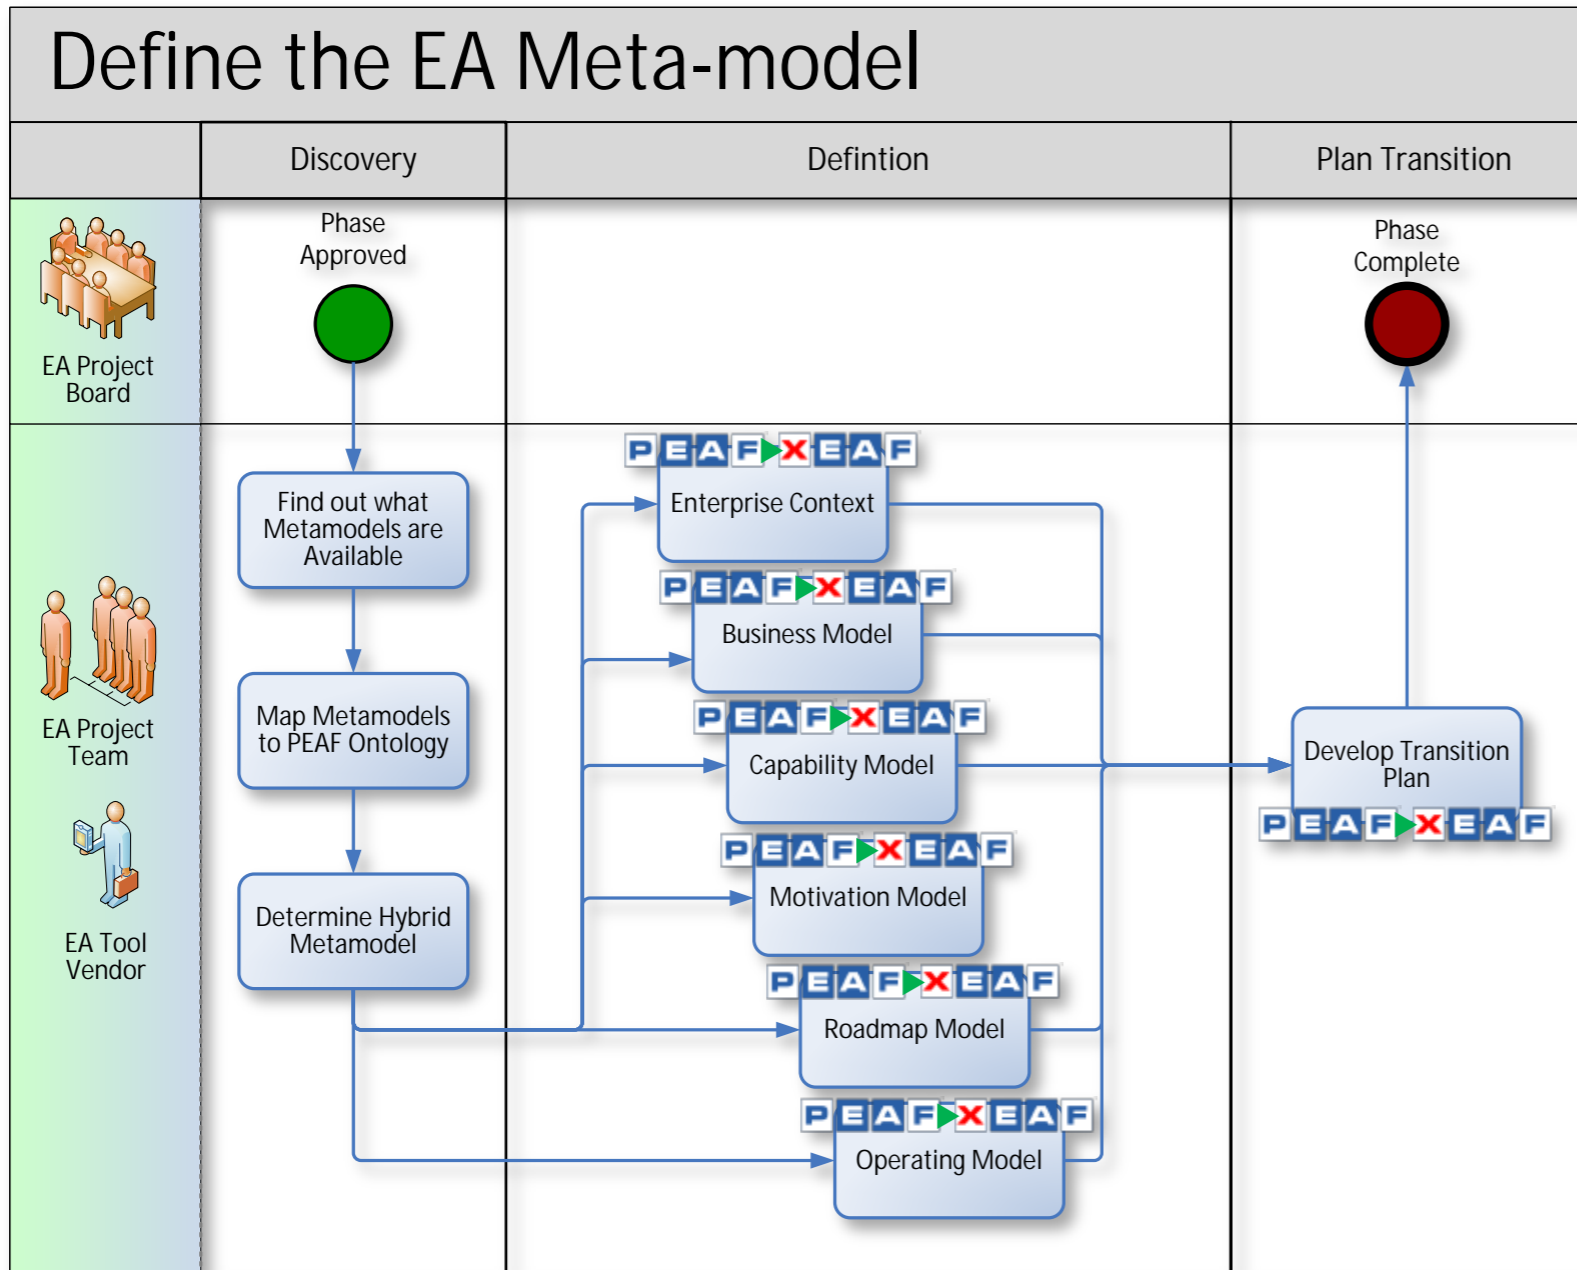 Define the EA Meta-model
Discovery
Defintion
Plan Transition
EA Project
Board
Phase
Approved
Phase
Complete
EA Project
Team
EA Tool
Vendor
Find out what
Metamodels are
Available
Map Metamodels
to PEAF Ontology
Determine Hybrid
Metamodel
PEAF XEAF
Enterprise Context
PEAF XEAF
Business Model
PEAF XEAF
Capability Model
PEAF XEAF
Motivation Model
PEAF XEAF
Roadmap Model
PEAF XEAF
Operating Model
Develop Transition
Plan
PEAF XEAF